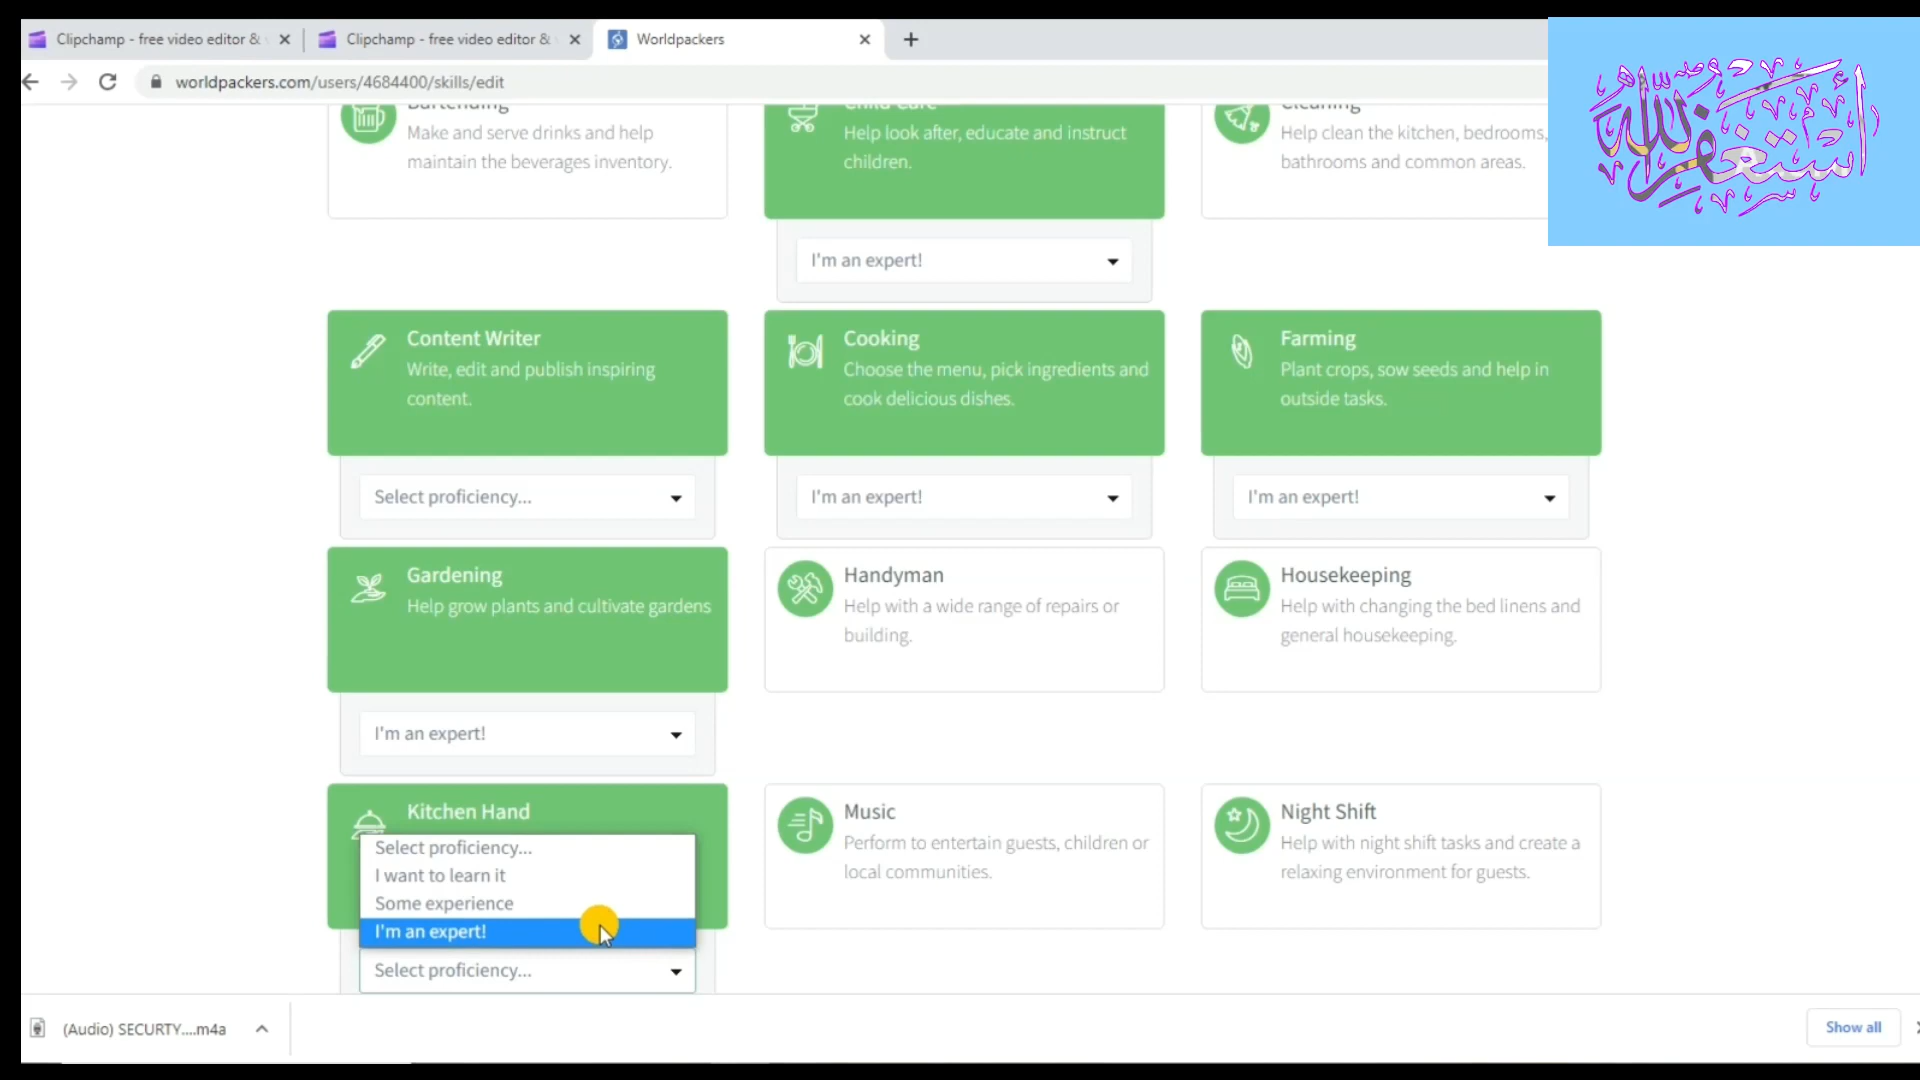 Clipchamp - free video editor &
Clipchamp - free video editor &
Worldpackers
worldpackers.com/users/4684400/skills/edit
أستغفر الله
Bartending
Make and serve drinks and help
maintain the beverages inventory.
Child Care
Help look after, educate and instruct
children.
Cleaning
Help clean the kitchen, bedrooms,
bathrooms and common areas.
I'm an expert!
Content Writer
Write, edit and publish inspiring
content.
Cooking
Choose the menu, pick ingredients and
cook delicious dishes.
Farming
Plant crops, sow seeds and help in
outside tasks.
Select proficiency...
I'm an expert!
I'm an expert!
Gardening
Help grow plants and cultivate gardens
Handyman
Help with a wide range of repairs or
building.
Housekeeping
Help with changing the bed linens and
general housekeeping.
I'm an expert!
Kitchen Hand
Select proficiency...
I want to learn it
Some experience
I'm an expert!
Select proficiency...
Music
Perform to entertain guests, children or
local communities.
Night Shift
Help with night shift tasks and create a
relaxing environment for guests.
(Audio) SECURTY....m4a
Show all